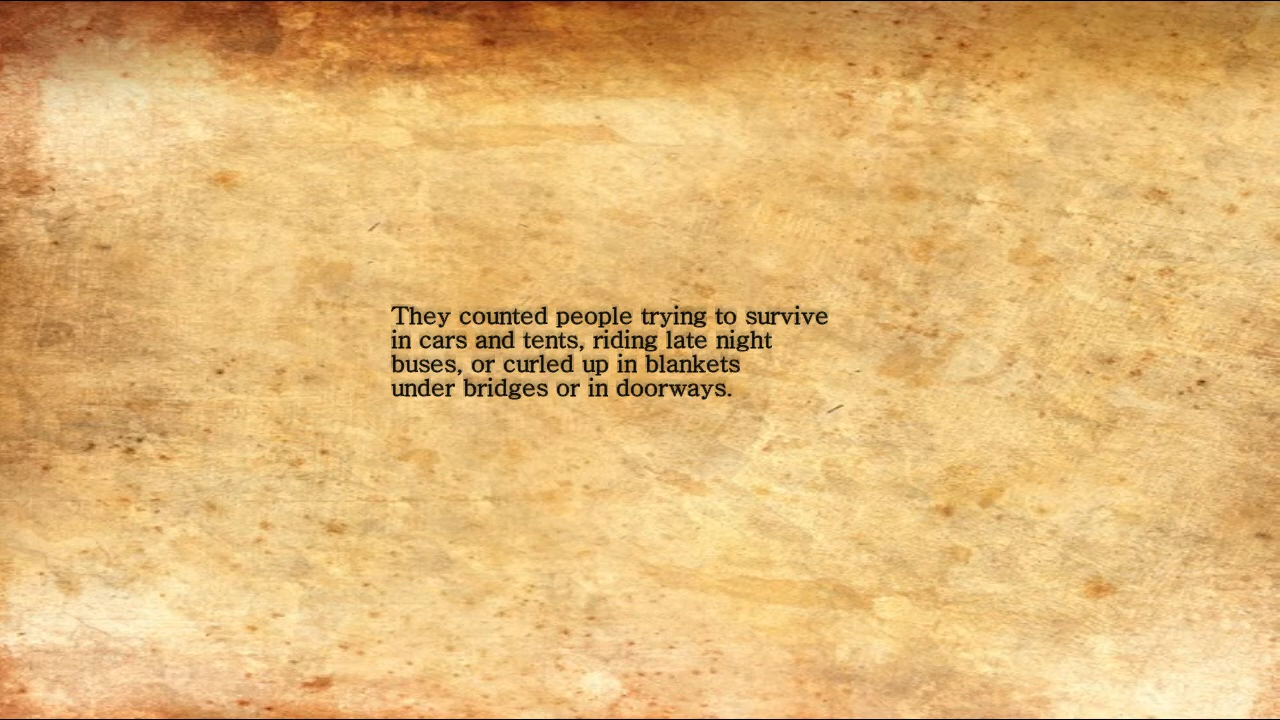 They counted people trying to survive
in cars and tents, riding late night
buses, or curled up in blankets
under bridges or in doorways.